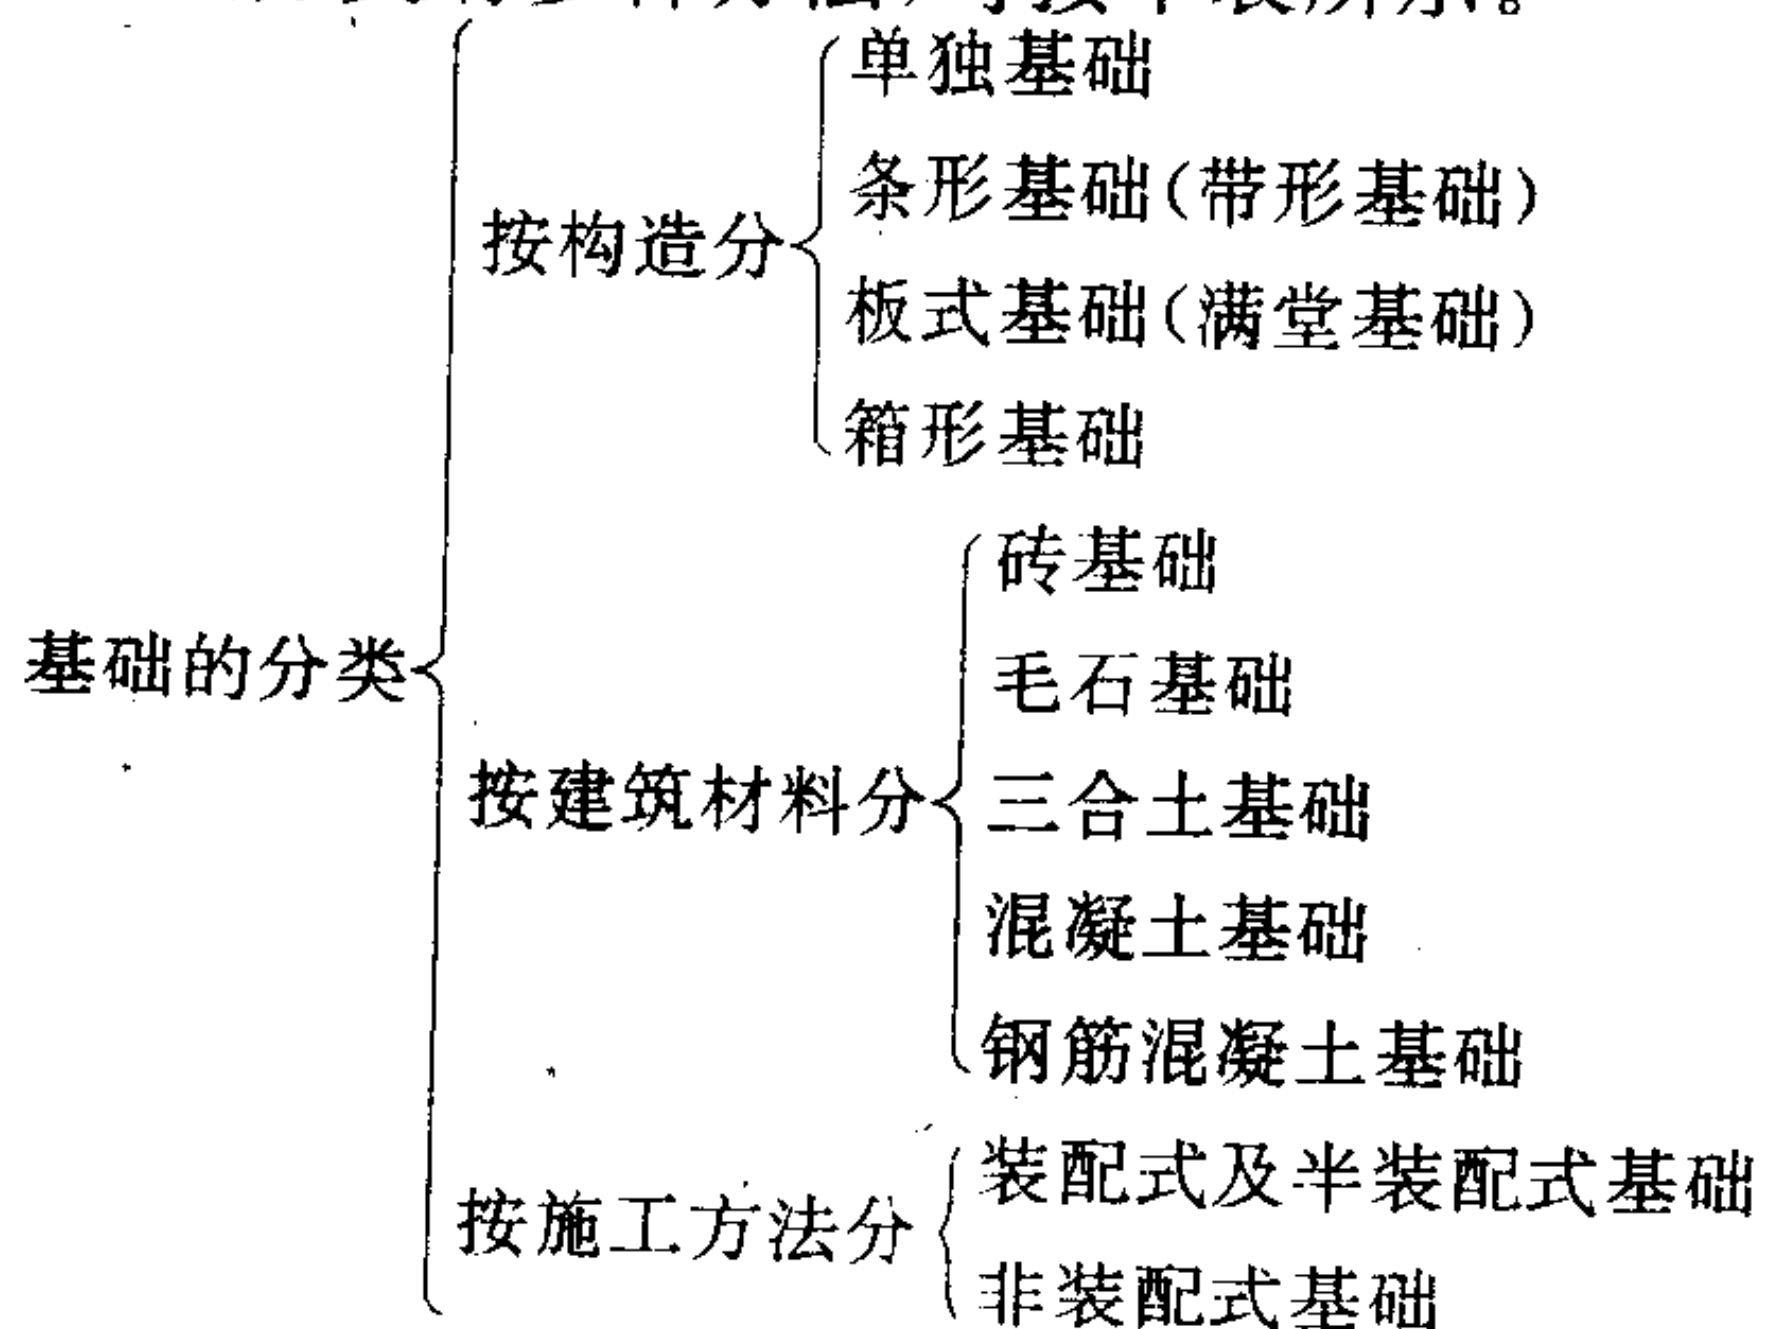 单独基础
条形基础(带形基础)
按构造分
板式基础(满堂基础)
箱形基础
砖基础
毛石基础
基础的分类
按建筑材料分
三合土基础
混凝土基础
钢筋混凝土基础
装配式及半装配式基础
按施工方法分
非装配式基础